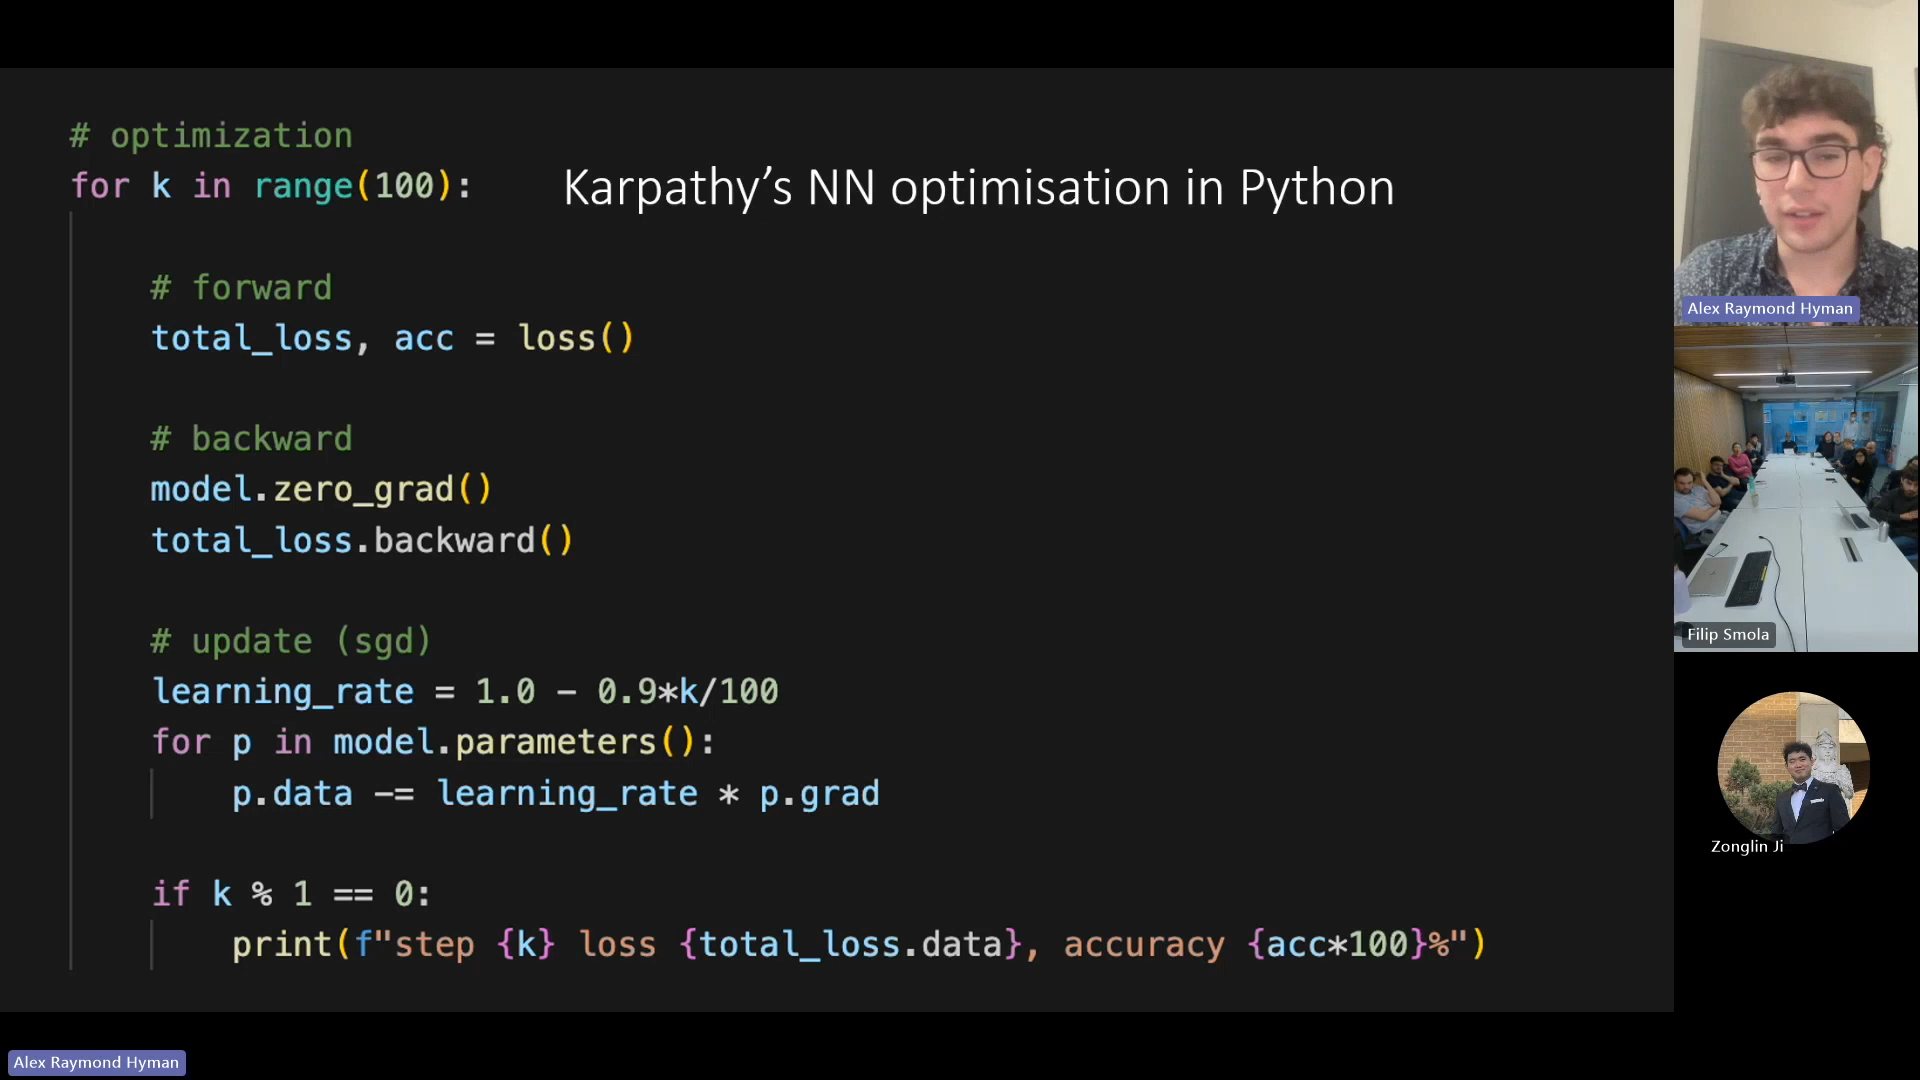 # optimization
for k in range(100):
Karpathy’s NN optimisation in Python
# forward
total_loss, acc = loss()
# backward
model.zero_grad()
total_loss.backward()
# update (sgd)
learning_rate = 1.0 - 0.9*k/100
for p in model.parameters():
p.data -= learning_rate * p.grad
if k % 1 == 0:
print(f"step {k} loss {total_loss.data}, accuracy {acc*100}%")
Alex Raymond Hyman
Filip Smola
Zonglin Ji
Alex Raymond Hyman